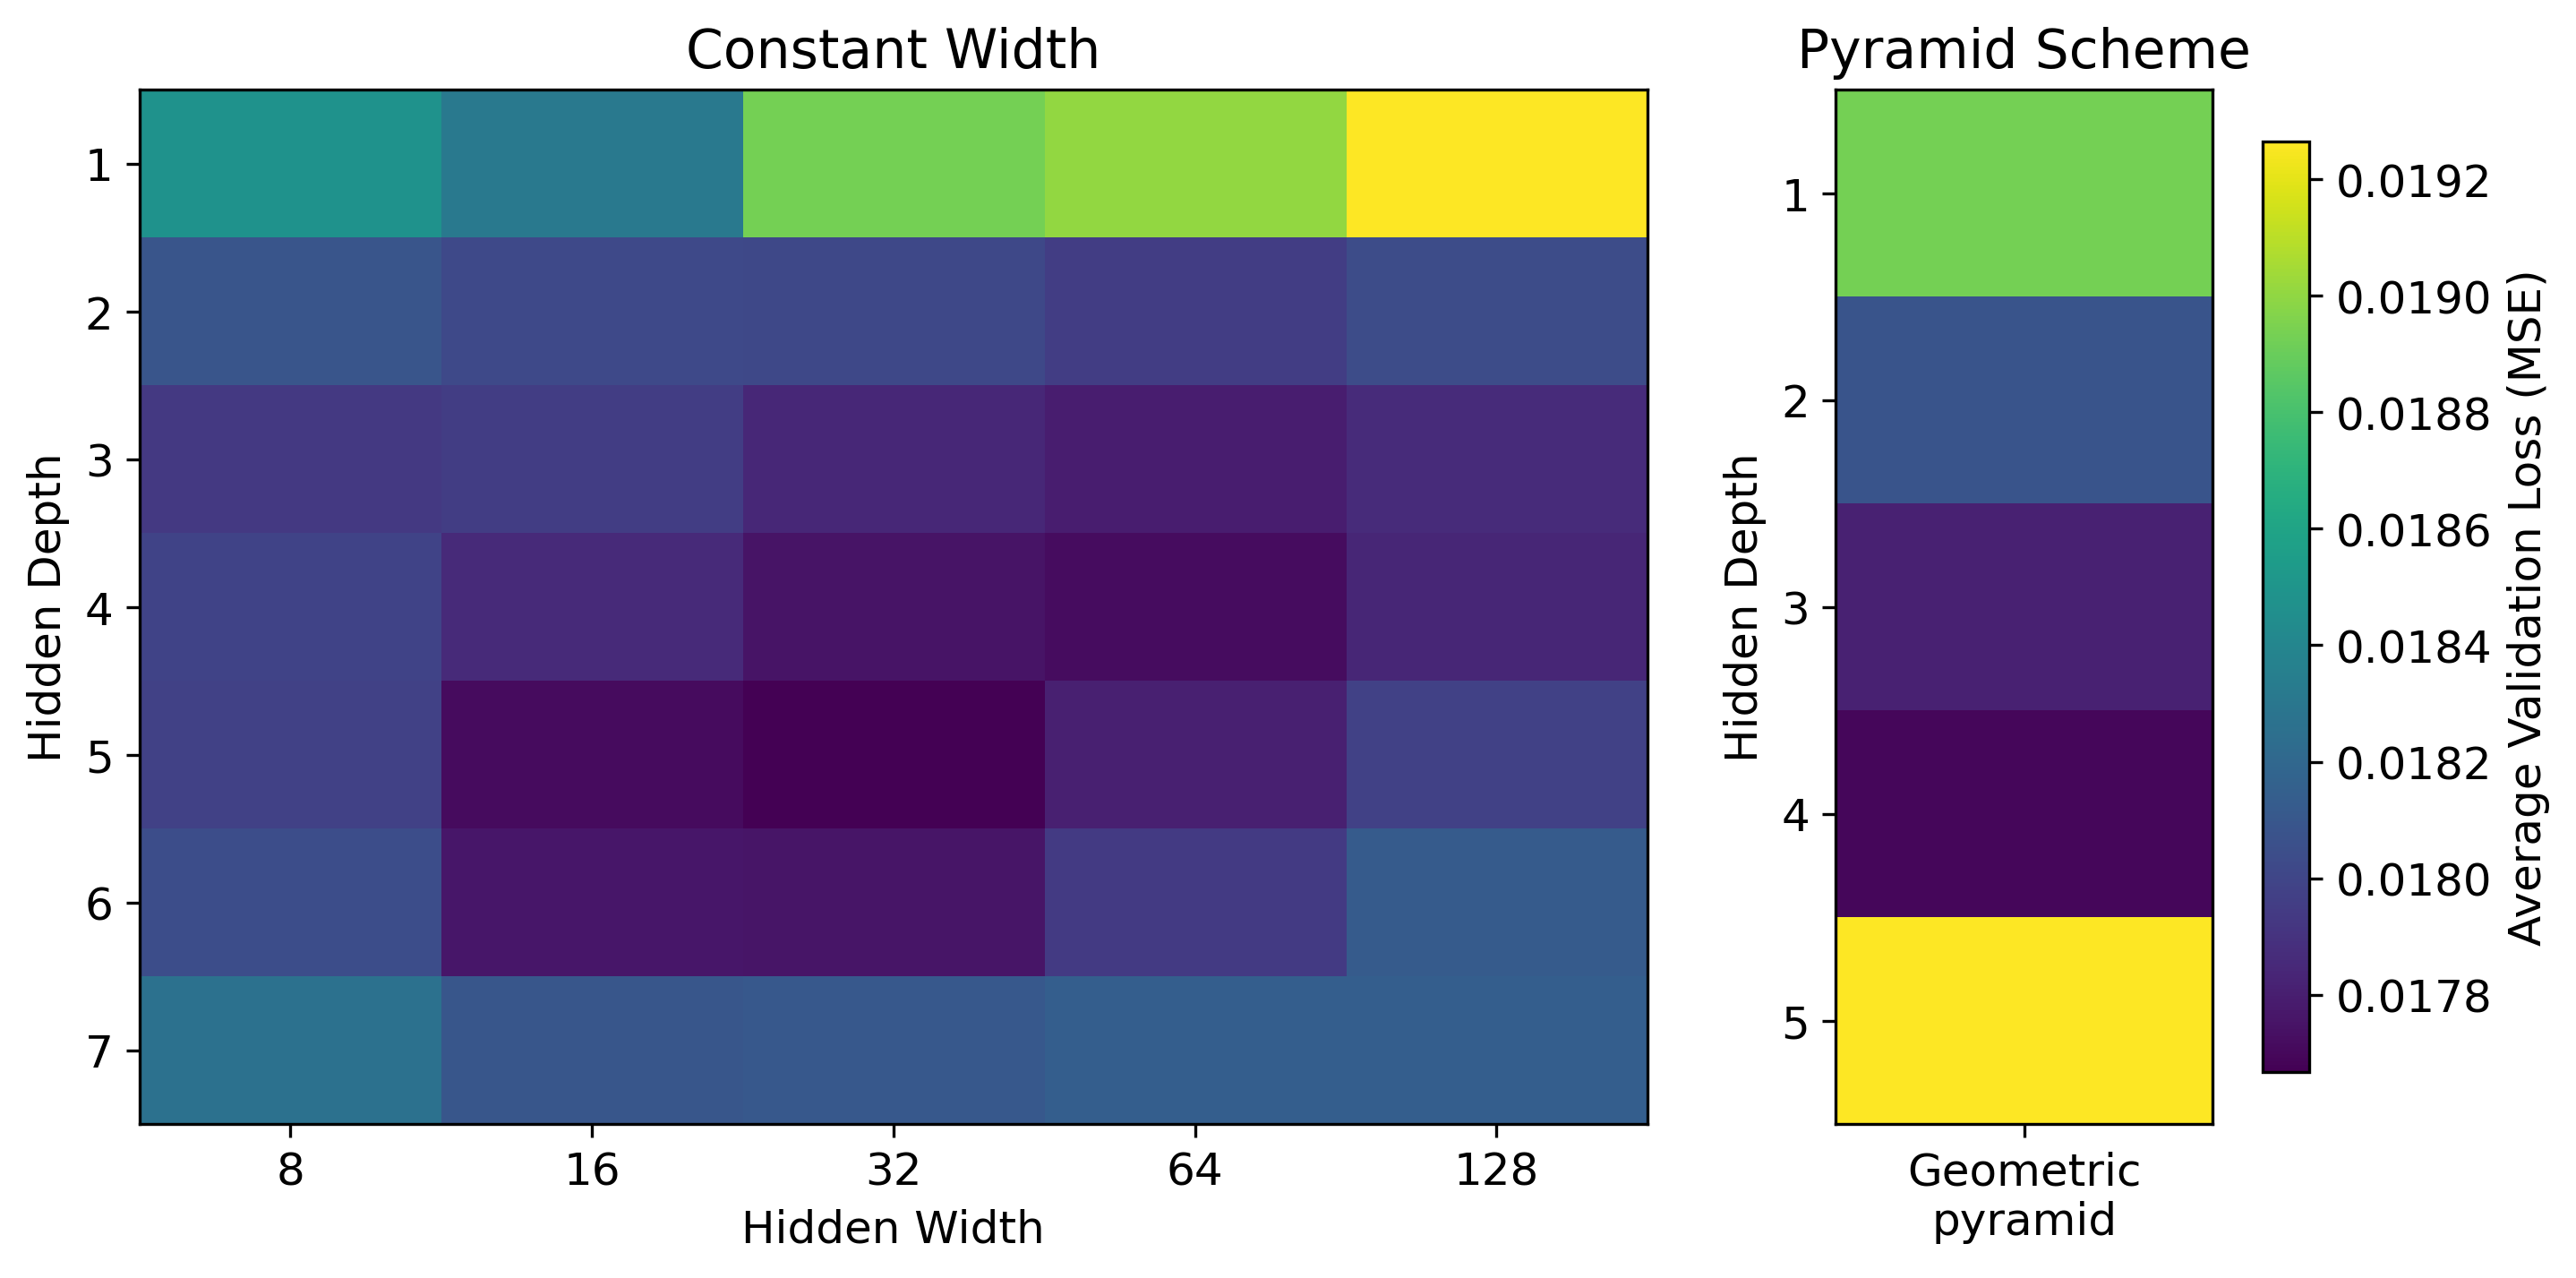 Constant Width
Hidden Depth
1
2
3
4
5
6
7
8 16 32 64 128
Hidden Width
Pyramid Scheme
Hidden Depth
1
2
3
4
5
Geometric
pyramid
0.0192
0.0190
0.0188
0.0186
0.0184
0.0182
0.0180
0.0178
Average Validation Loss (MSE)